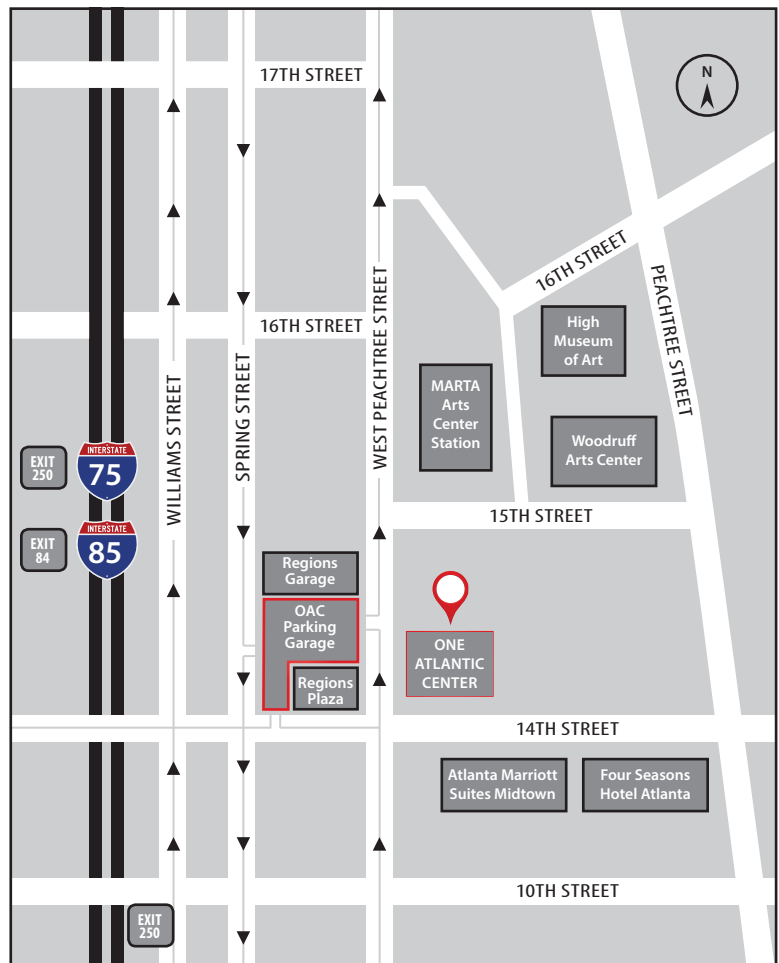 17TH STREET
N
16TH STREET
PEACHTREE STREET
16TH STREET
High
Museum
of Art
WEST PEACHTREE STREET
MARTA
Arts
Center
Station
SPRING STREET
WILLIAMS STREET
Woodruff
Arts Center
EXIT
250
INTERSTATE
75
15TH STREET
EXIT
84
INTERSTATE
85
Regions
Garage
OAC
Parking
Garage
ONE
ATLANTIC
CENTER
Regions
Plaza
14TH STREET
Atlanta Marriott
Suites Midtown
Four Seasons
Hotel Atlanta
10TH STREET
EXIT
250